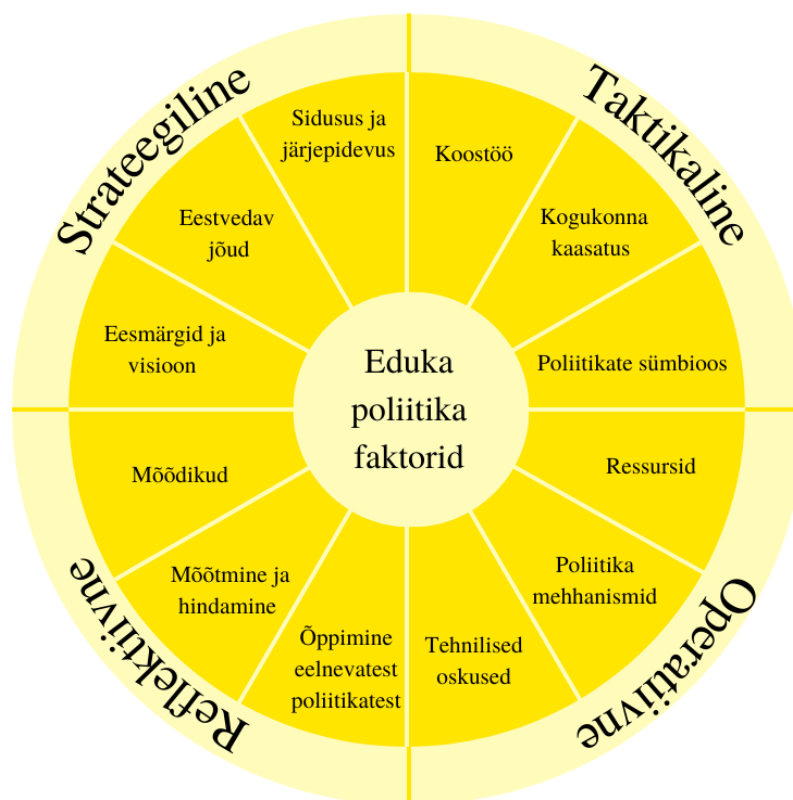 Strateegiline
Taktikaline
Sidusus ja
järjepidevus
Koostöö
Eestvedav
jõud
Kogukonna
kaasatus
Eesmärgid ja
visioon
Poliitikate sümbioos
Eduka
poliitika
faktorid
Mõõdikud
Ressursid
Mõõtmine ja
hindamine
Poliitika
mehhanismid
Õppimine
eelnevatest
poliitikatest
Tehnilised
oskused
Reflektiivne
Operatiivne